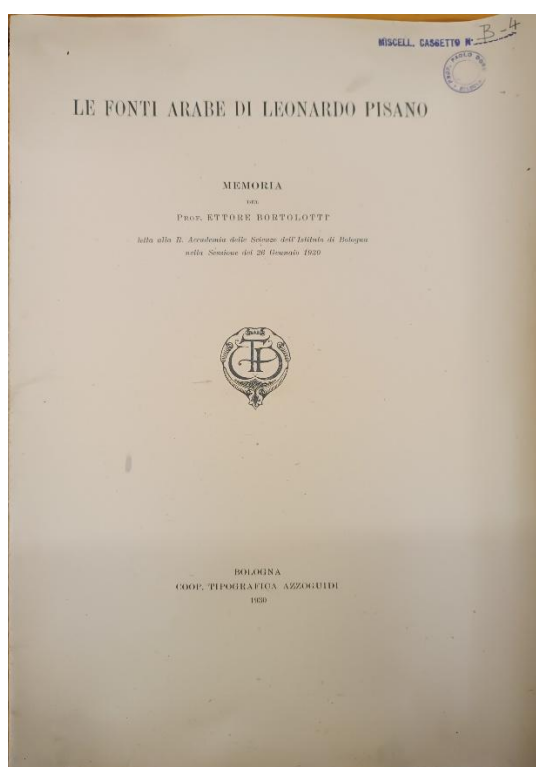 MISCELL. CASSETTO N° B-4
LE FONTI ARABE DI LEONARDO PISANO
MEMORIA
DEL
PROF. ETTORE BORTOLOTTI
letta alla R. Accademia delle Scienze dell'Istituto di Bologna
nella Sessione del 26 Gennaio 1930
BOLOGNA
COOP. TIPOGRAFICA AZZOGUIDI
1930